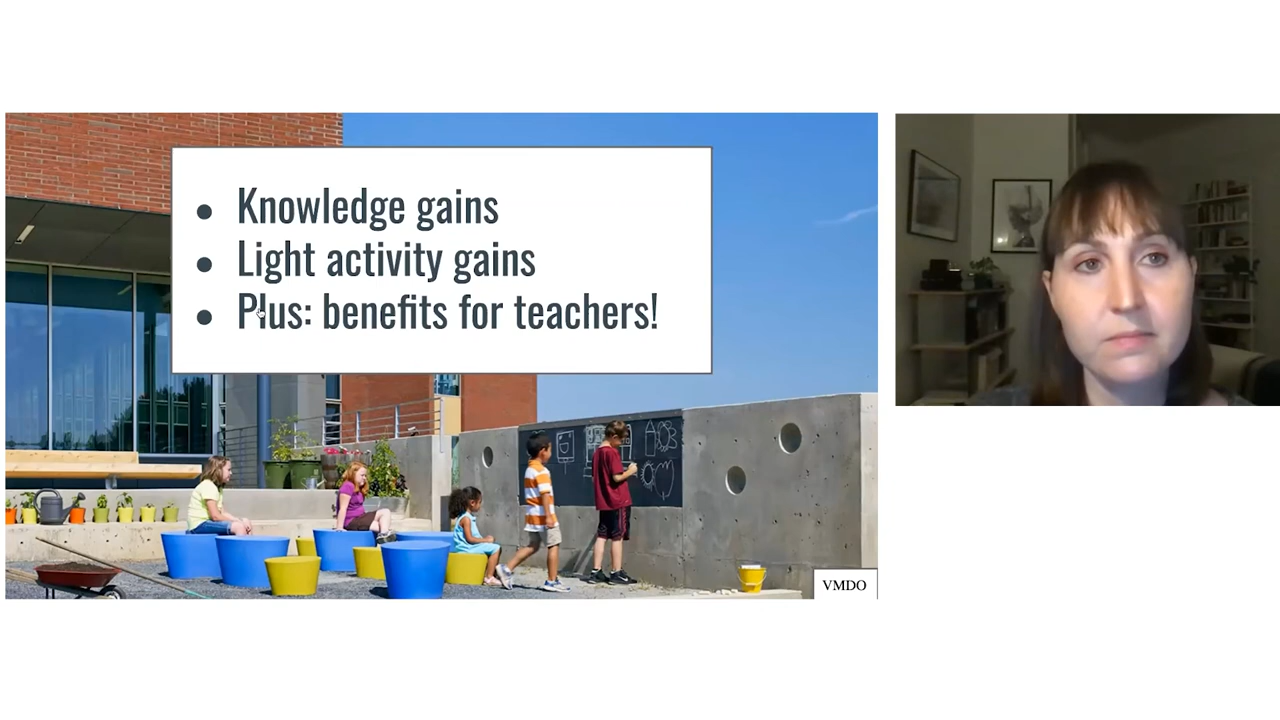 ● Knowledge gains
● Light activity gains
● Plus: benefits for teachers!
VMDO